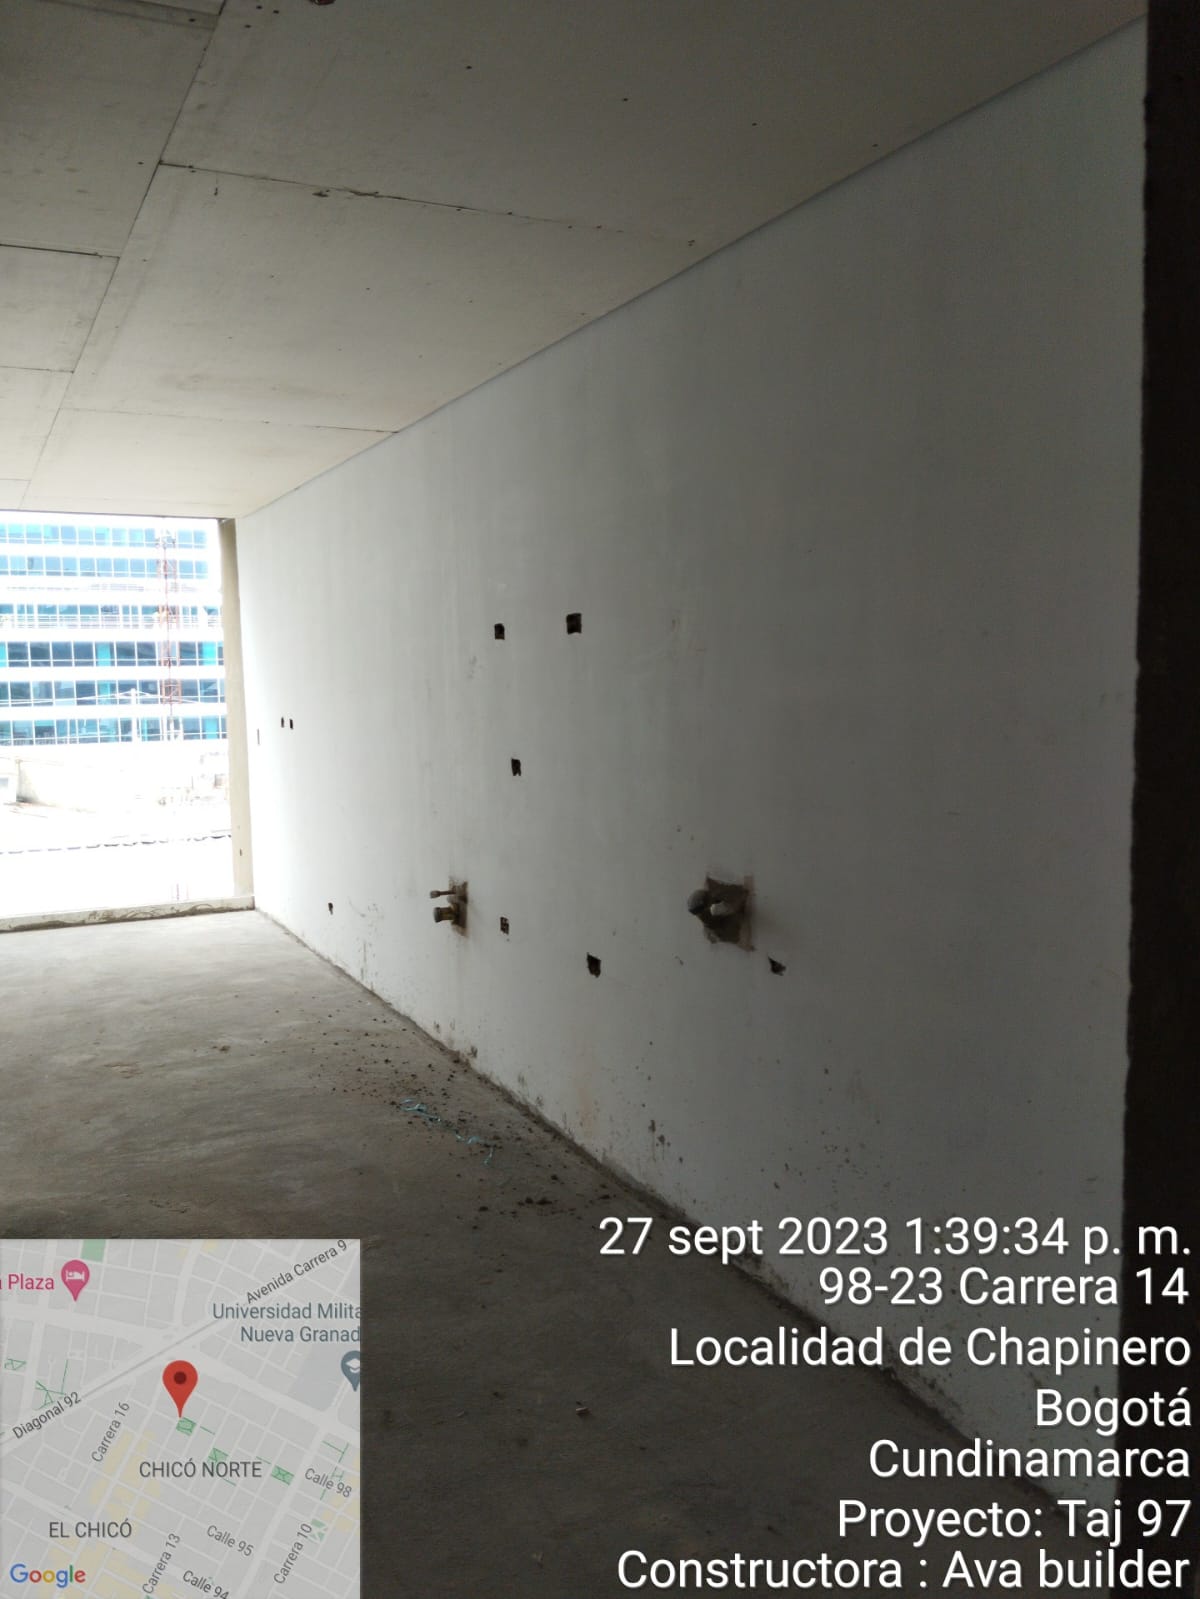 27 sept 2023 1:39:34 p. m.
98-23 Carrera 14
Localidad de Chapinero
Bogotá
Cundinamarca
Proyecto: Taj 97
Constructora : Ava builder
Avenida Carrera 9
Plaza
Universidad Milita
Nueva Granad
Diagonal 92
Carrera 16
CHICÓ NORTE
Calle 98
EL CHICÓ
Calle 95
Carrera 13
Carrera 10
Calle 94
Google